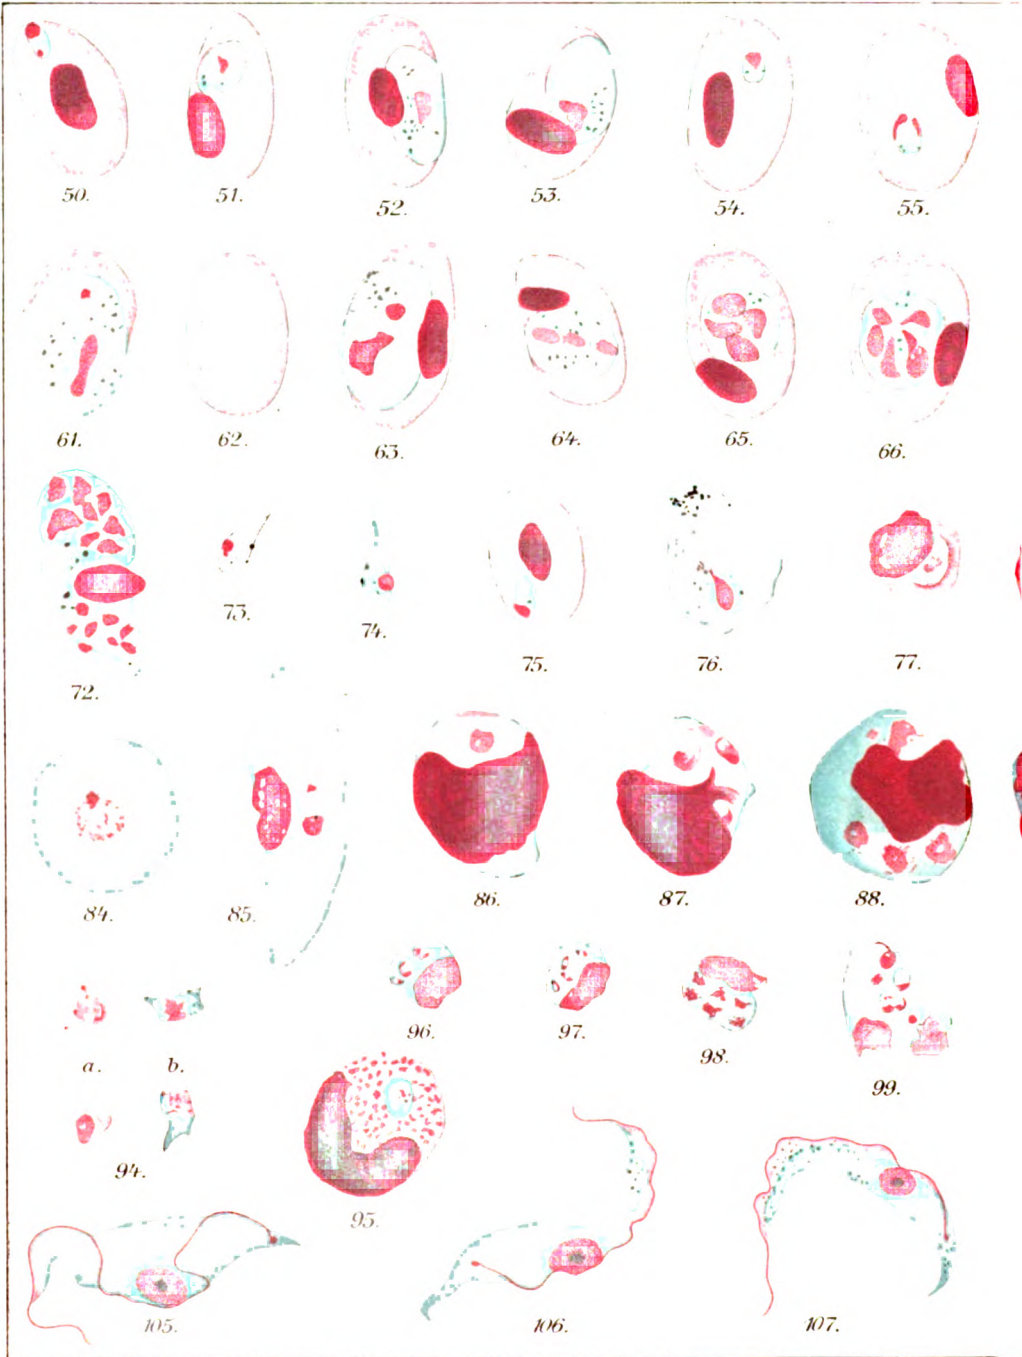 50. 51. 52. 53. 54. 55.
61. 62. 63. 64. 65. 66.
72. 73. 74. 75. 76. 77.
84. 85. 86. 87. 88.
a. b. 96. 97. 98. 99.
94. 95.
105. 106. 107.